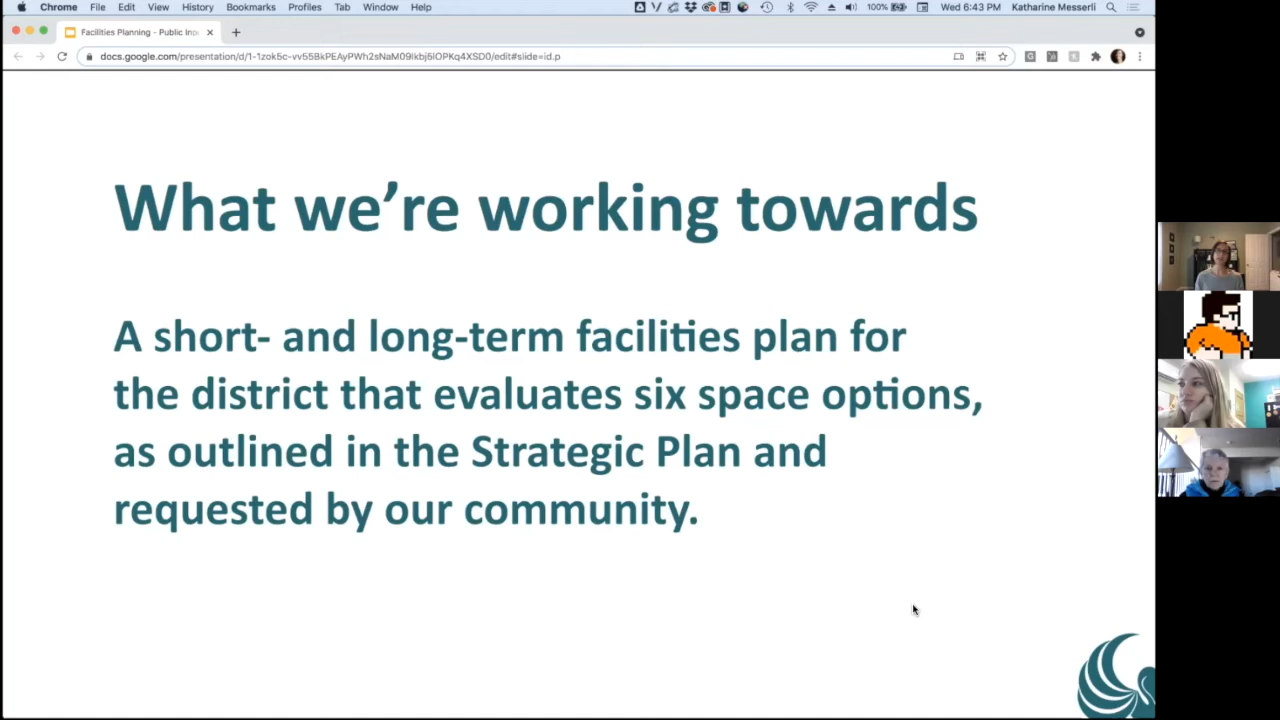 Chrome File Edit View History Bookmarks Profiles Tab Window Help 100% Wed 6:43 PM Katharine Messerli
Facilities Planning - Public Inp
docs.google.com/presentation/d/1-1zok5c-vv55BkPEAyPWh2sNaM09ikbj5lOPKq4XSD0/edit#slide=id.p
What we're working towards
A short- and long-term facilities plan for
the district that evaluates six space options,
as outlined in the Strategic Plan and
requested by our community.